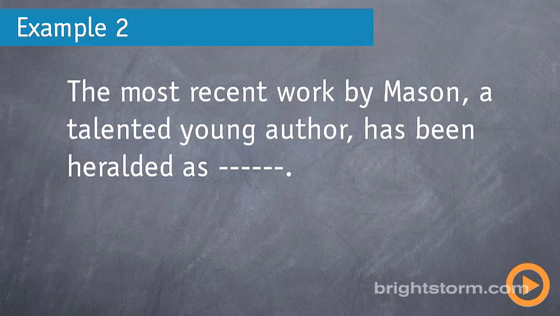 Example 2
The most recent work by Mason, a
talented young author, has been
heralded as ------.
brightstorm.com